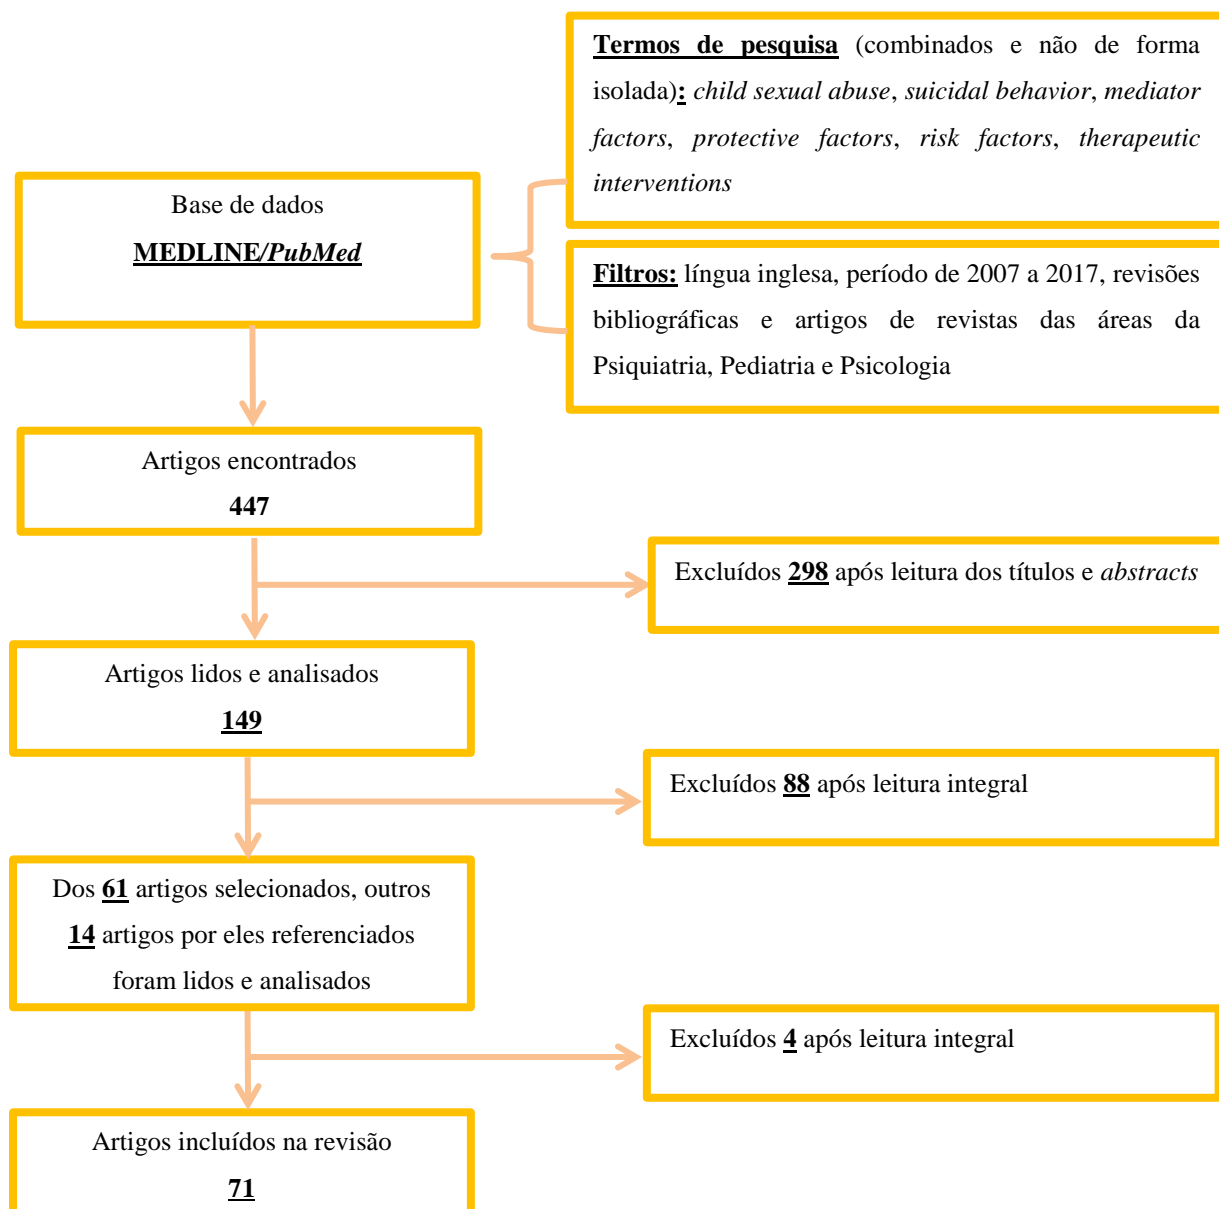 Termos de pesquisa (combinados e não de forma
isolada): child sexual abuse, suicidal behavior, mediator
factors, protective factors, risk factors, therapeutic
interventions
Base de dados
MEDLINE/PubMed
Filtros: língua inglesa, período de 2007 a 2017, revisões
bibliográficas e artigos de revistas das áreas da
Psiquiatria, Pediatria e Psicologia
Artigos encontrados
447
Excluídos 298 após leitura dos títulos e abstracts
Artigos lidos e analisados
149
Excluídos 88 após leitura integral
Dos 61 artigos selecionados, outros
14 artigos por eles referenciados
foram lidos e analisados
Excluídos 4 após leitura integral
Artigos incluídos na revisão
71